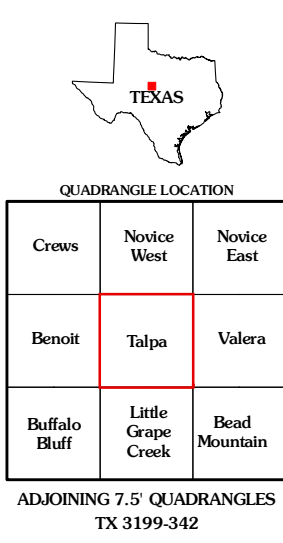 TEXAS
QUADRANGLE LOCATION
Crews
Novice
West
Novice
East
Benoit
Talpa
Valera
Buffalo
Bluff
Little
Grape
Creek
Bead
Mountain
ADJOINING 7.5' QUADRANGLES
TX 3199-342